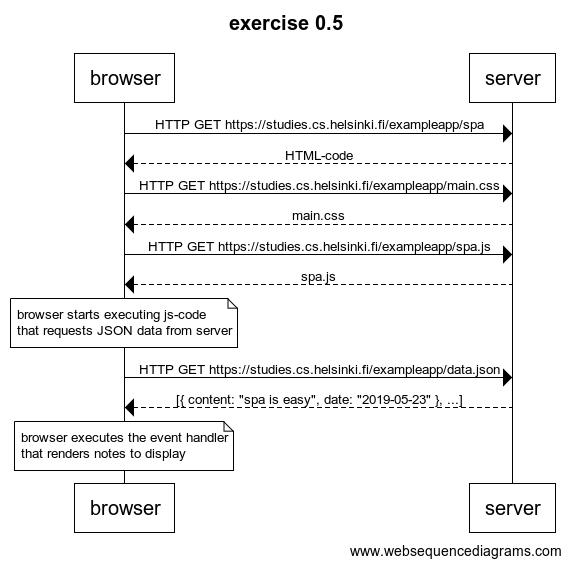 exercise 0.5
browser
server
HTTP GET https://studies.cs.helsinki.fi/exampleapp/spa
HTML-code
HTTP GET https://studies.cs.helsinki.fi/exampleapp/main.css
main.css
HTTP GET https://studies.cs.helsinki.fi/exampleapp/spa.js
spa.js
browser starts executing js-code
that requests JSON data from server
HTTP GET https://studies.cs.helsinki.fi/exampleapp/data.json
[{ content: "spa is easy", date: "2019-05-23" }, ...]
browser executes the event handler
that renders notes to display
browser
server
www.websequencediagrams.com